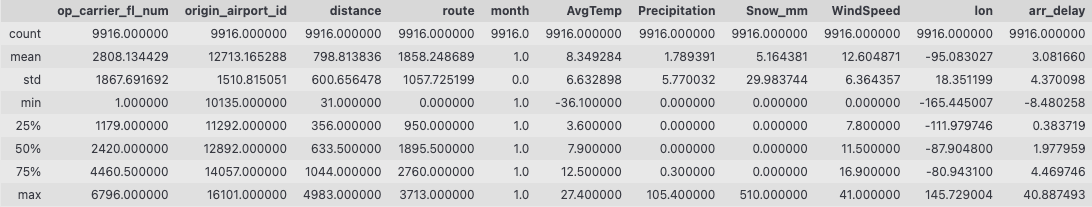 op_carrier_fl_num origin_airport_id distance route month AvgTemp Precipitation Snow_mm WindSpeed lon arr_delay
count 9916.000000 9916.000000 9916.000000 9916.000000 9916.0 9916.000000 9916.000000 9916.000000 9916.000000 9916.000000 9916.000000
mean 2808.134429 12713.165288 798.813836 1858.248689 1.0 8.349284 1.789391 5.164381 12.604871 -95.083027 3.081660
std 1867.691692 1510.815051 600.656478 1057.725199 0.0 6.632898 5.770032 29.983744 6.364357 18.351199 4.370098
min 1.000000 10135.000000 31.000000 0.000000 1.0 -36.100000 0.000000 0.000000 0.000000 -165.445007 -8.480258
25% 1179.000000 11292.000000 356.000000 950.000000 1.0 3.600000 0.000000 0.000000 7.800000 -111.979746 0.383719
50% 2420.000000 12892.000000 633.500000 1895.500000 1.0 7.900000 0.000000 0.000000 11.500000 -87.904800 1.977959
75% 4460.500000 14057.000000 1044.000000 2760.000000 1.0 12.500000 0.300000 0.000000 16.900000 -80.943100 4.469746
max 6796.000000 16101.000000 4983.000000 3713.000000 1.0 27.400000 105.400000 510.000000 41.000000 145.729004 40.887493